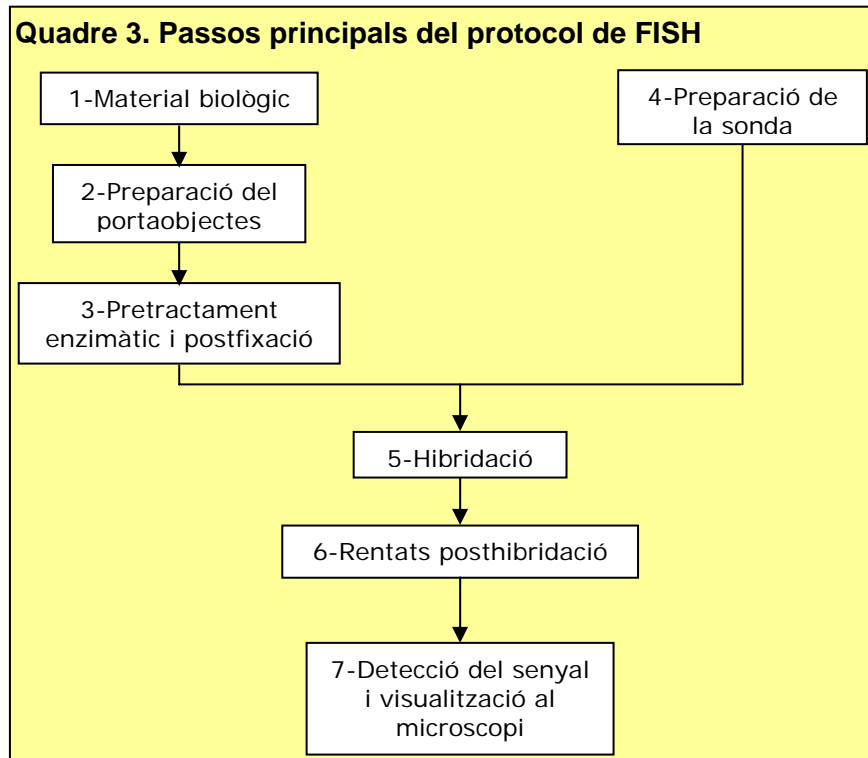 Quadre 3. Passos principals del protocol de FISH
1-Material biològic
2-Preparació del
portaobjectes
3-Pretractament
enzimàtic i postfixació
4-Preparació de
la sonda
5-Hibridació
6-Rentats posthibridació
7-Detecció del senyal
i visualització al
microscopi